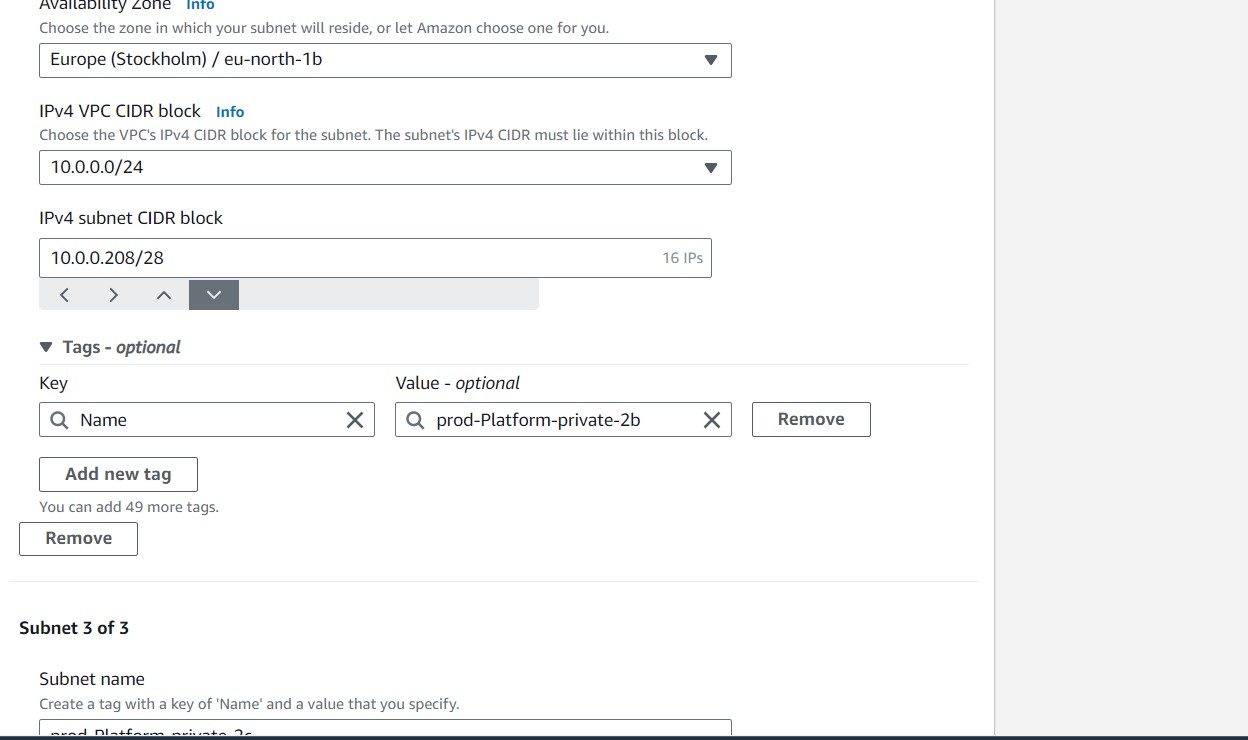 Availability Zone Info
Choose the zone in which your subnet will reside, or let Amazon choose one for you.
Europe (Stockholm) / eu-north-1b
IPv4 VPC CIDR block Info
Choose the VPC's IPv4 CIDR block for the subnet. The subnet's IPv4 CIDR must lie within this block.
10.0.0.0/24
IPv4 subnet CIDR block
10.0.0.208/28 16 IPs
Tags - optional
Key Value - optional
Name prod-Platform-private-2b Remove
Add new tag
You can add 49 more tags.
Remove
Subnet 3 of 3
Subnet name
Create a tag with a key of 'Name' and a value that you specify.
prod-Platform-private-2c